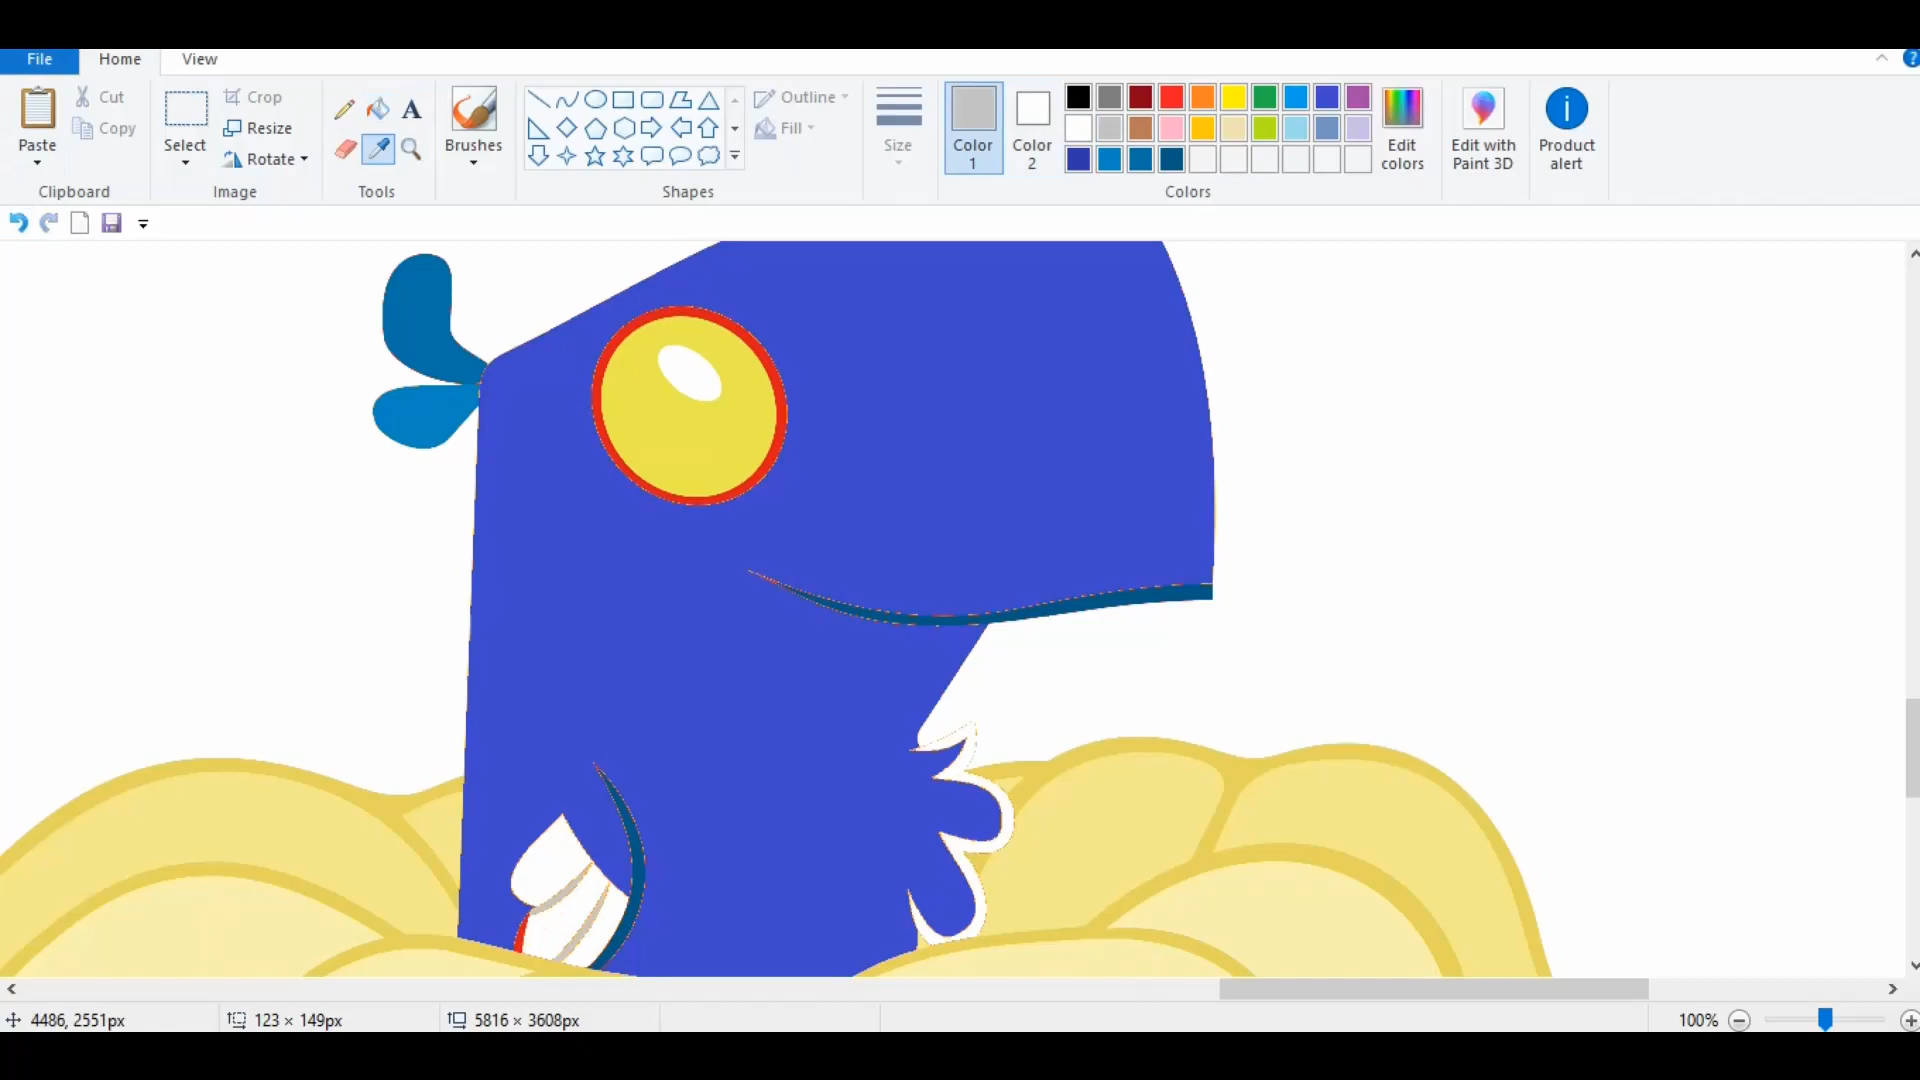 File Home View
Paste Cut Copy
Clipboard
Select Crop Resize Rotate
Image
A
Tools
Brushes
Shapes
Outline Fill
Size
Color 1
Color 2
Edit colors
Colors
Edit with Paint 3D
Product alert
4486, 2551px 123 × 149px 5816 × 3608px 100%